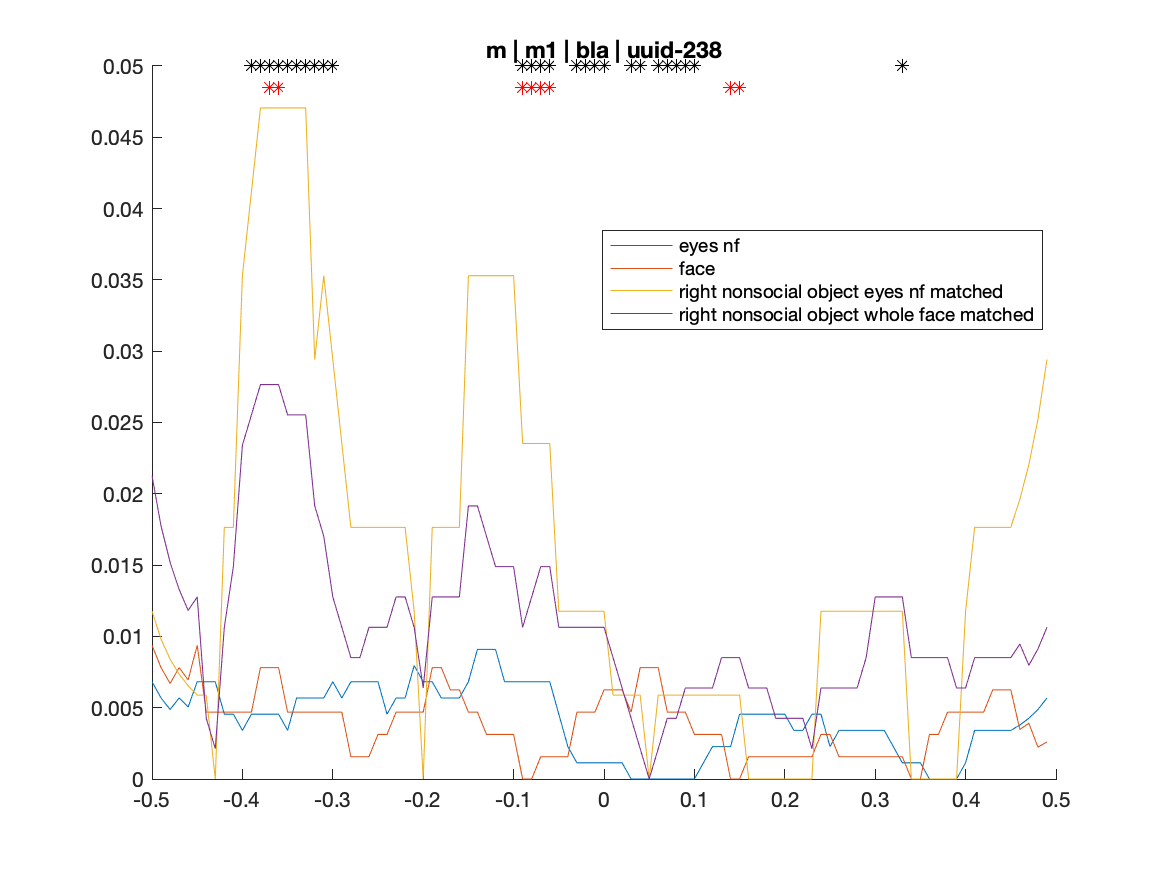 m | m1 | bla | uuid-238
0.05
0.045
0.04
0.035
0.03
0.025
0.02
0.015
0.01
0.005
0
eyes nf
face
right nonsocial object eyes nf matched
right nonsocial object whole face matched
-0.5 -0.4 -0.3 -0.2 -0.1 0 0.1 0.2 0.3 0.4 0.5